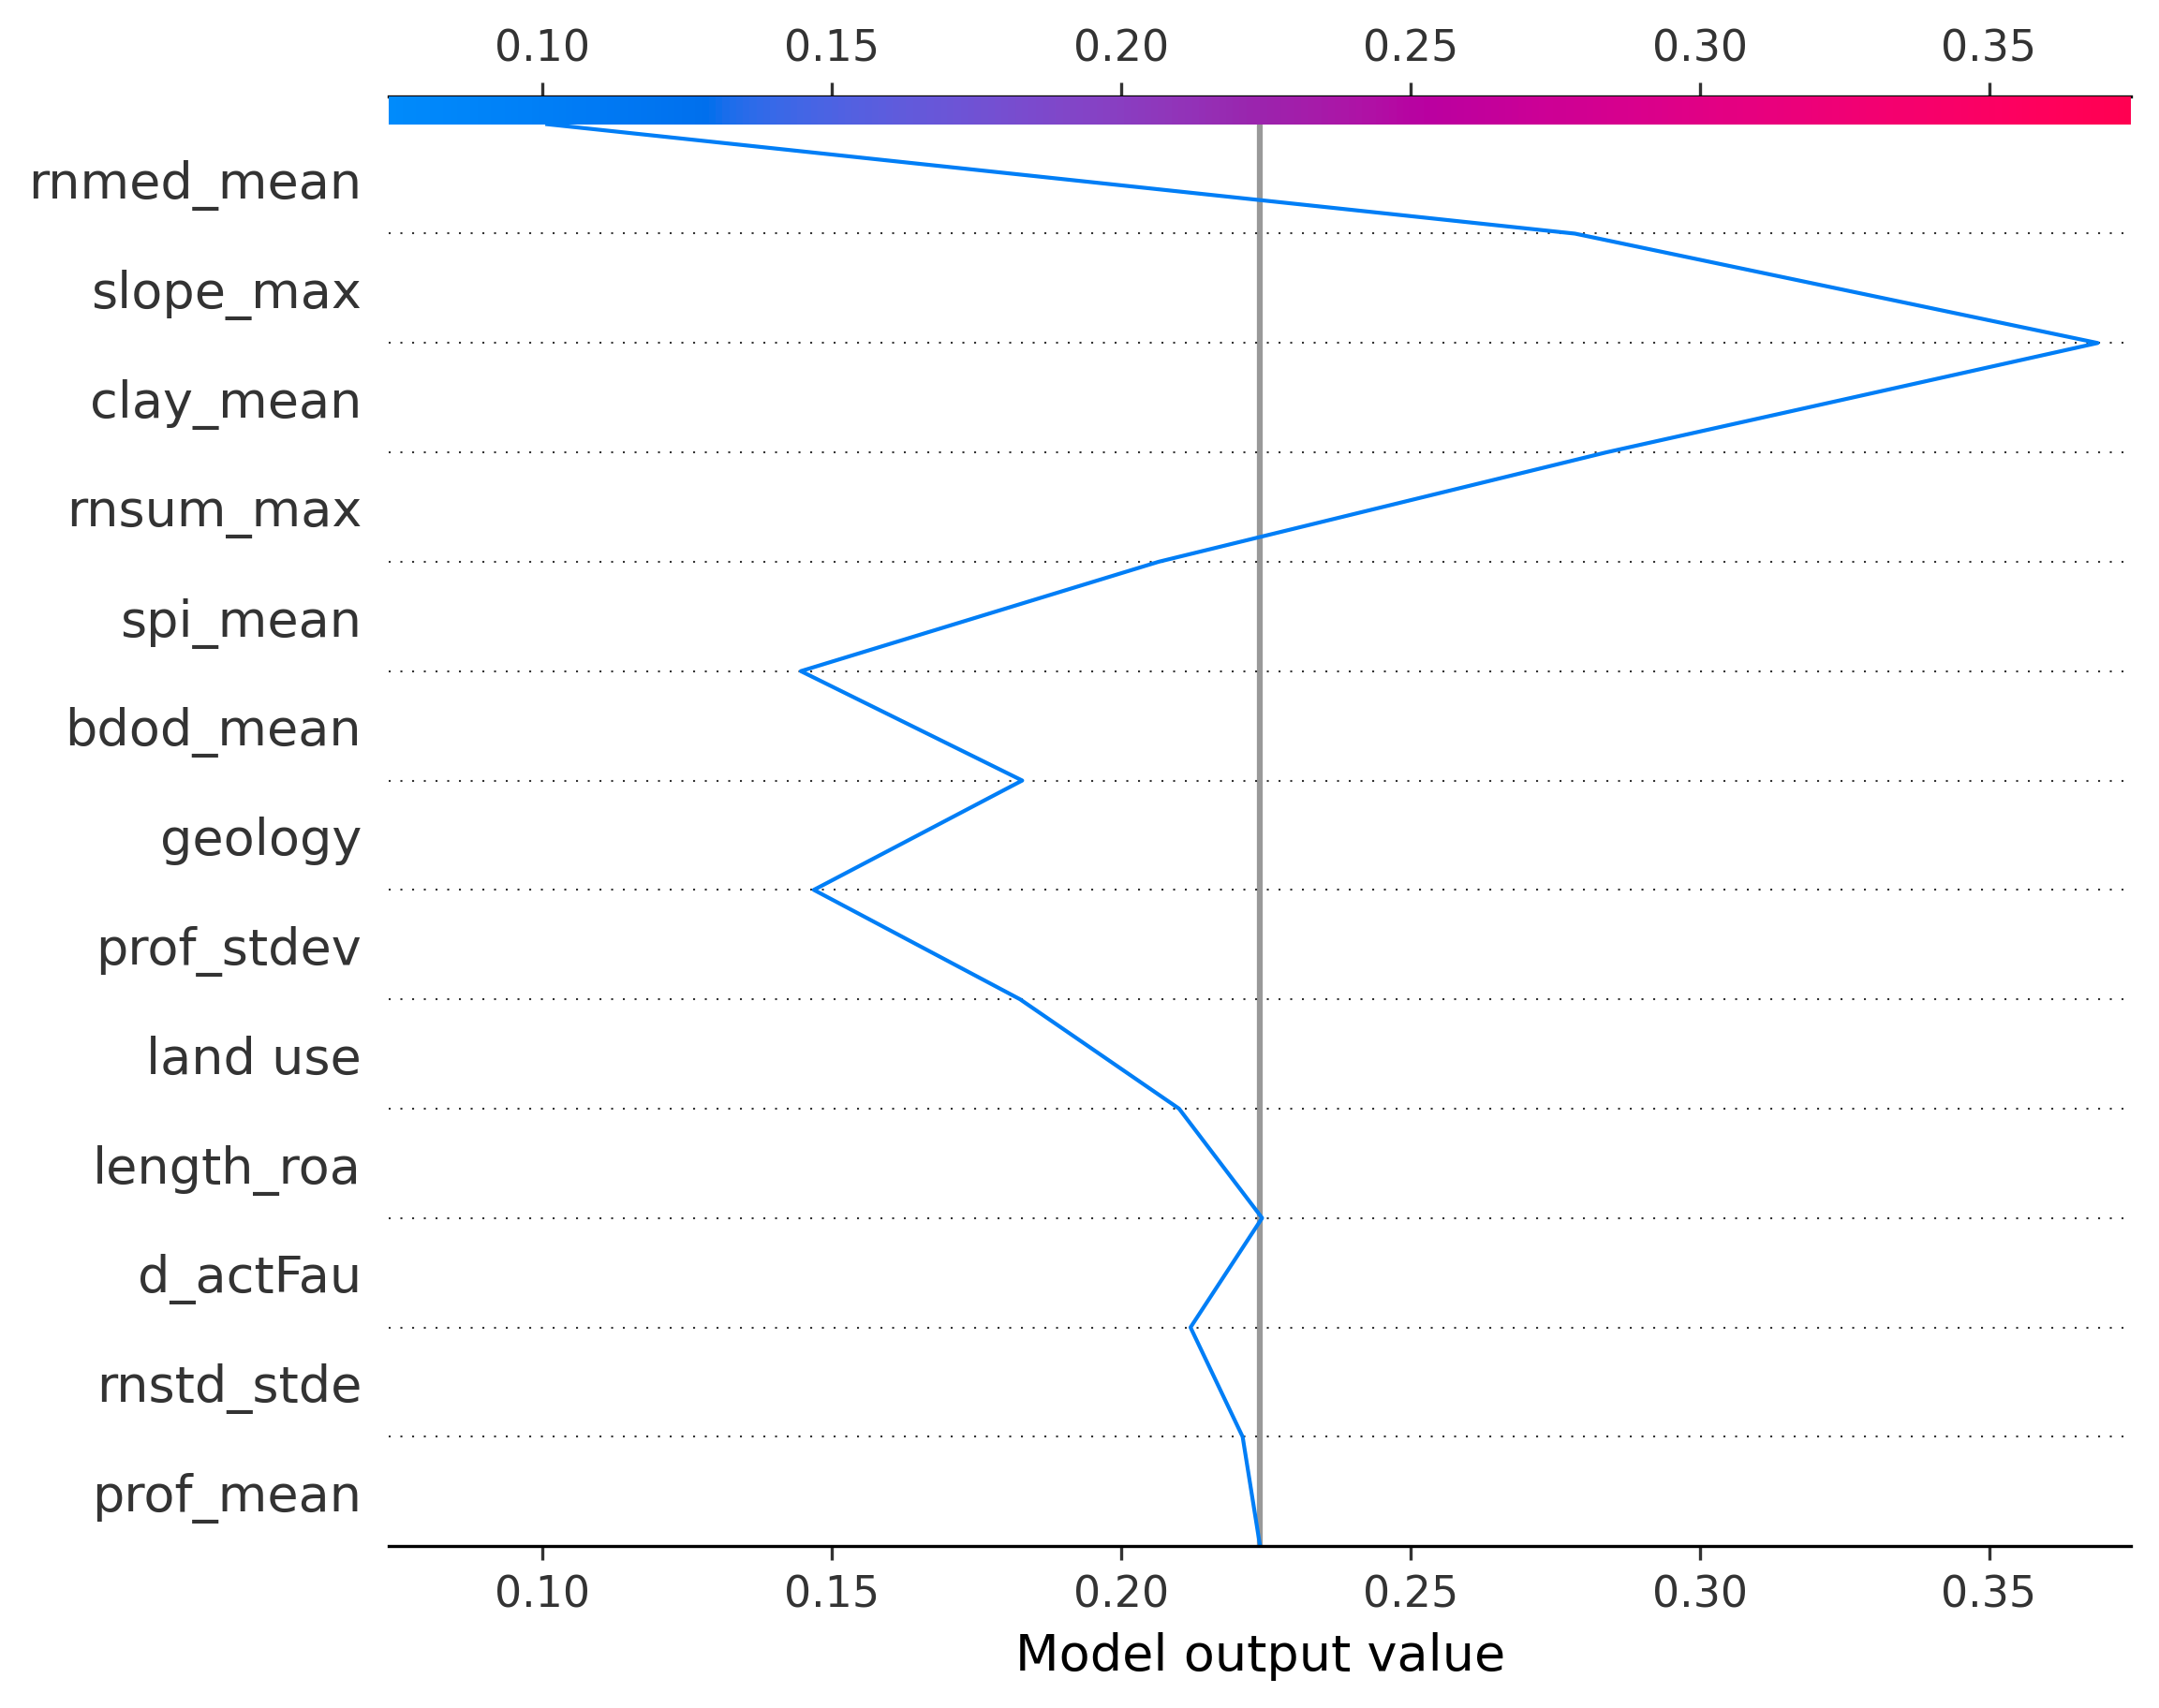 0.10 0.15 0.20 0.25 0.30 0.35
rnmed_mean
slope_max
clay_mean
rnsum_max
spi_mean
bdod_mean
geology
prof_stdev
land use
length_roa
d_actFau
rnstd_stde
prof_mean
0.10 0.15 0.20 0.25 0.30 0.35
Model output value